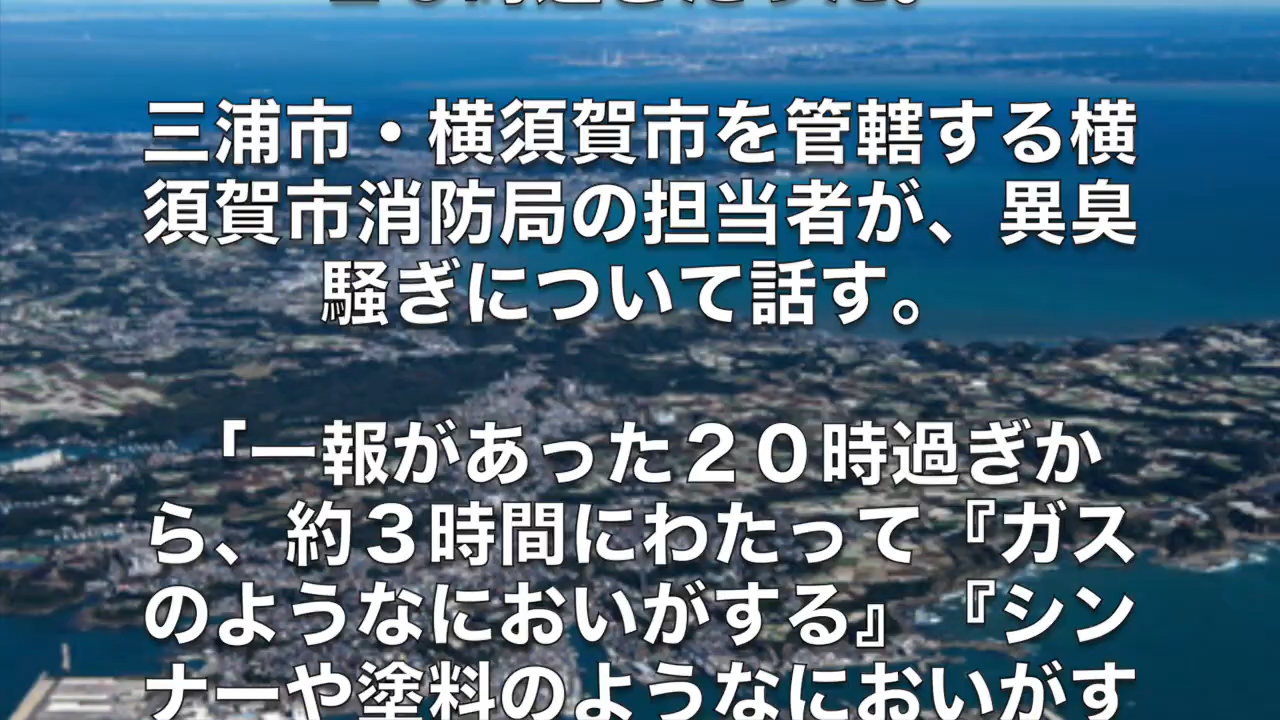 三浦市・横須賀市を管轄する横
須賀市消防局の担当者が、異臭
騒ぎについて話す。
「一報があった２０時過ぎか
ら、約３時間にわたって『ガス
のようなにおいがする』『シン
ナーや塗料のようなにおいがす